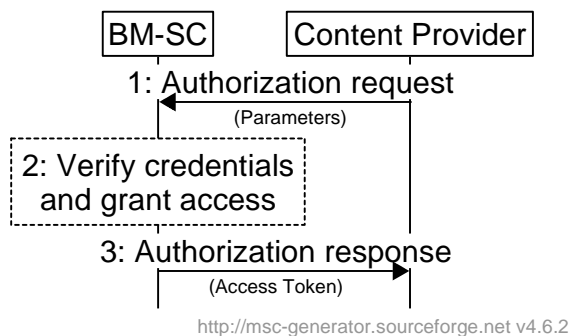 BM-SC
Content Provider
1: Authorization request
(Parameters)
2: Verify credentials
and grant access
3: Authorization response
(Access Token)
http://msc-generator.sourceforge.net v4.6.2